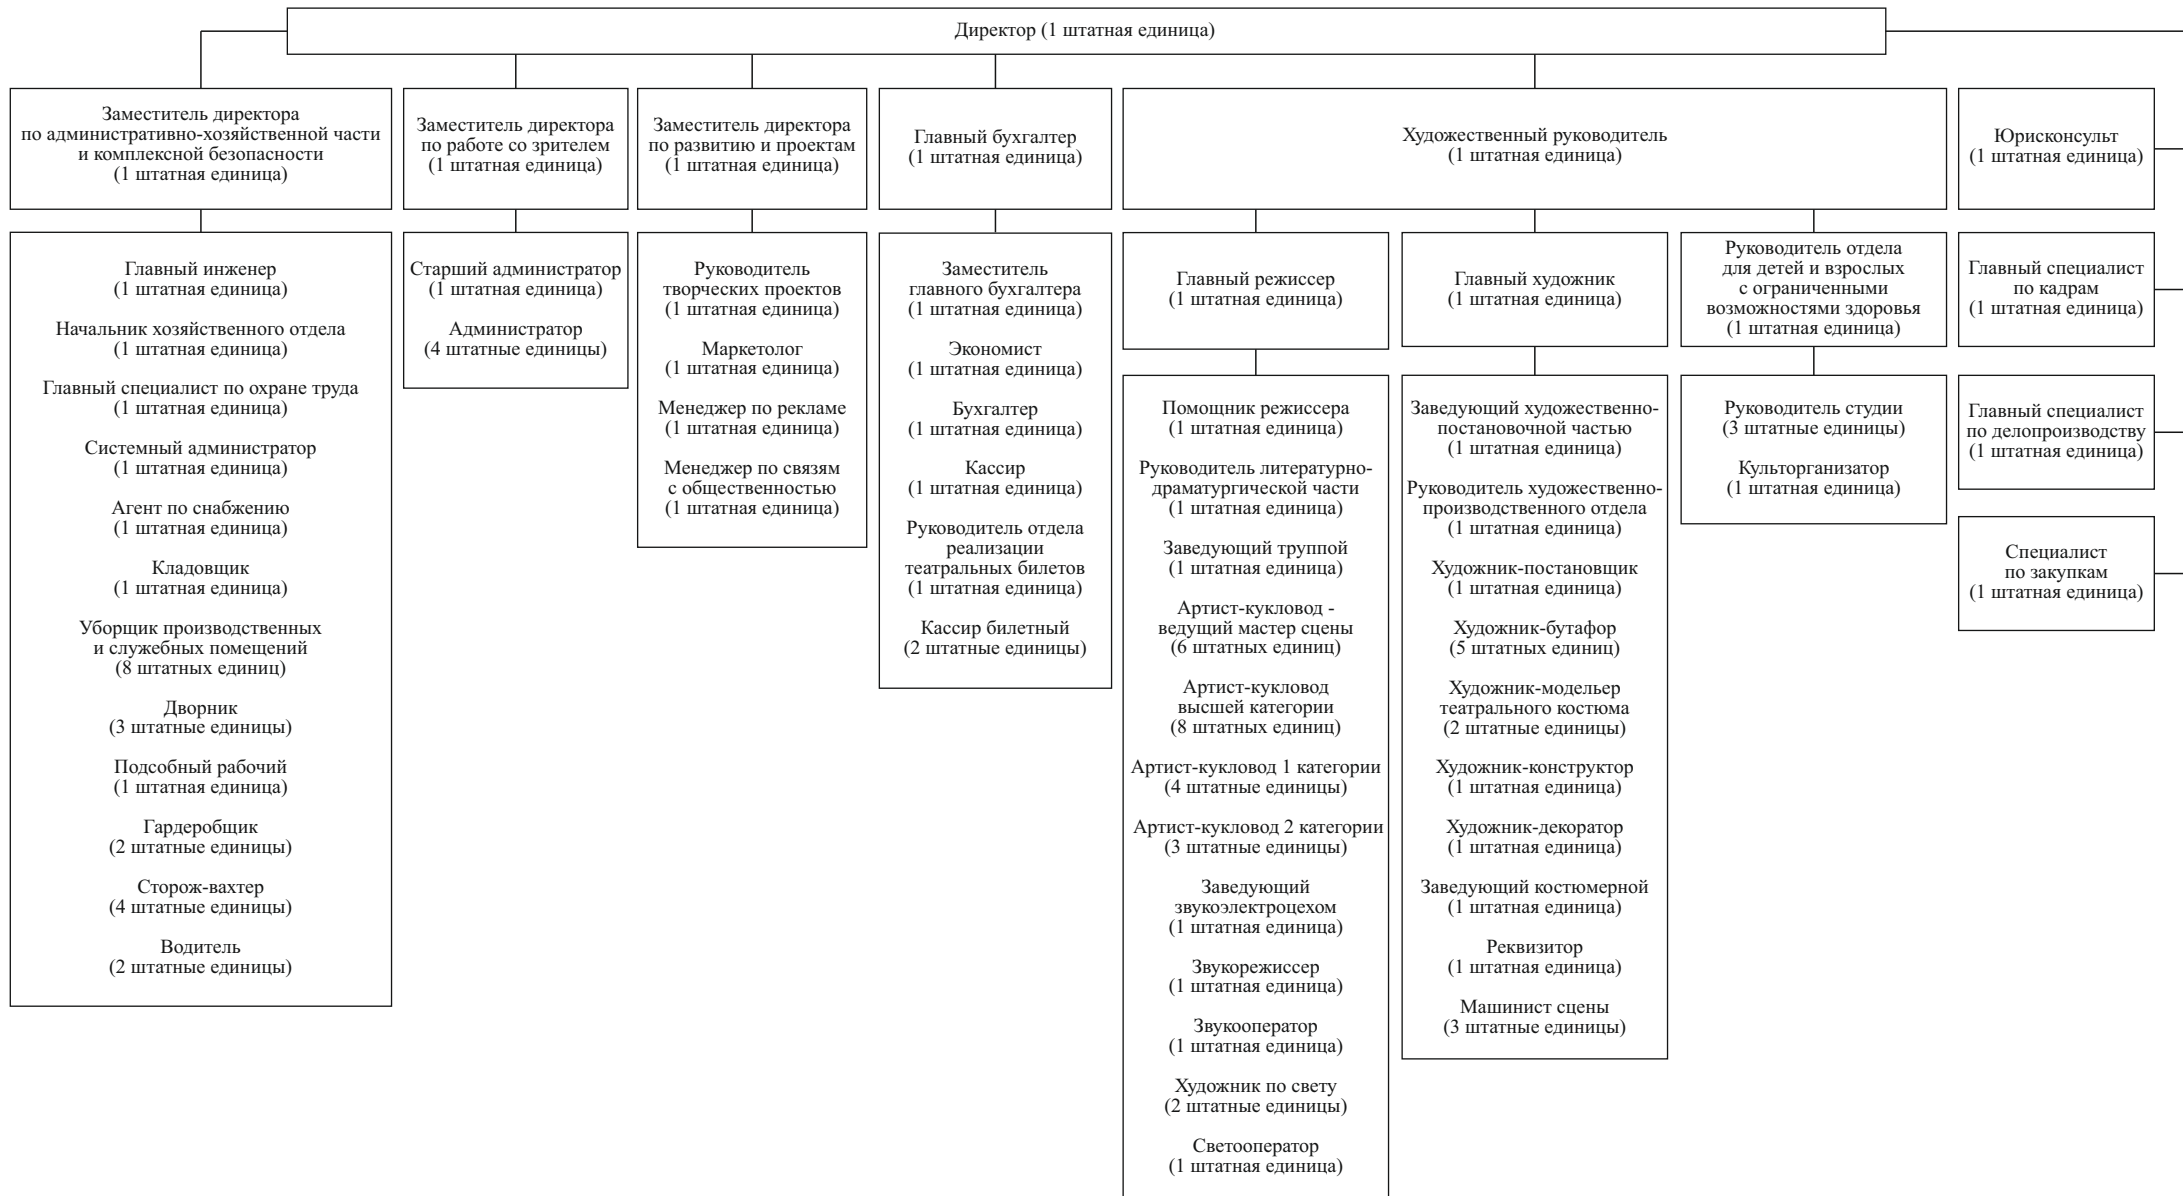 Директор (1 штатная единица)
Заместитель директора
по административно-хозяйственной части
и комплексной безопасности
(1 штатная единица)
Заместитель директора
по работе со зрителем
(1 штатная единица)
Заместитель директора
по развитию и проектам
(1 штатная единица)
Главный бухгалтер
(1 штатная единица)
Художественный руководитель
(1 штатная единица)
Юрисконсульт
(1 штатная единица)
Главный инженер
(1 штатная единица)
Начальник хозяйственного отдела
(1 штатная единица)
Главный специалист по охране труда
(1 штатная единица)
Системный администратор
(1 штатная единица)
Агент по снабжению
(1 штатная единица)
Кладовщик
(1 штатная единица)
Уборщик производственных
и служебных помещений
(8 штатных единиц)
Дворник
(3 штатные единицы)
Подсобный рабочий
(1 штатная единица)
Гардеробщик
(2 штатные единицы)
Сторож-вахтер
(4 штатные единицы)
Водитель
(2 штатные единицы)
Старший администратор
(1 штатная единица)
Администратор
(4 штатные единицы)
Руководитель
творческих проектов
(1 штатная единица)
Маркетолог
(1 штатная единица)
Менеджер по рекламе
(1 штатная единица)
Менеджер по связям
с общественностью
(1 штатная единица)
Заместитель
главного бухгалтера
(1 штатная единица)
Экономист
(1 штатная единица)
Бухгалтер
(1 штатная единица)
Кассир
(1 штатная единица)
Руководитель отдела
реализации
театральных билетов
(1 штатная единица)
Кассир билетный
(2 штатные единицы)
Главный режиссер
(1 штатная единица)
Помощник режиссера
(1 штатная единица)
Руководитель литературно-
драматургической части
(1 штатная единица)
Заведующий труппой
(1 штатная единица)
Артист-кукловод -
ведущий мастер сцены
(6 штатных единиц)
Артист-кукловод
высшей категории
(8 штатных единиц)
Артист-кукловод 1 категории
(4 штатные единицы)
Артист-кукловод 2 категории
(3 штатные единицы)
Заведующий
звукоэлектроцехом
(1 штатная единица)
Звукорежиссер
(1 штатная единица)
Звукооператор
(1 штатная единица)
Художник по свету
(2 штатные единицы)
Светооператор
(1 штатная единица)
Главный художник
(1 штатная единица)
Заведующий художественно-
постановочной частью
(1 штатная единица)
Руководитель художественно-
производственного отдела
(1 штатная единица)
Художник-постановщик
(1 штатная единица)
Художник-бутафор
(5 штатных единиц)
Художник-модельер
театрального костюма
(2 штатные единицы)
Художник-конструктор
(1 штатная единица)
Художник-декоратор
(1 штатная единица)
Заведующий костюмерной
(1 штатная единица)
Реквизитор
(1 штатная единица)
Машинист сцены
(3 штатные единицы)
Руководитель отдела
для детей и взрослых
с ограниченными
возможностями здоровья
(1 штатная единица)
Руководитель студии
(3 штатные единицы)
Культорганизатор
(1 штатная единица)
Главный специалист
по кадрам
(1 штатная единица)
Главный специалист
по делопроизводству
(1 штатная единица)
Специалист
по закупкам
(1 штатная единица)